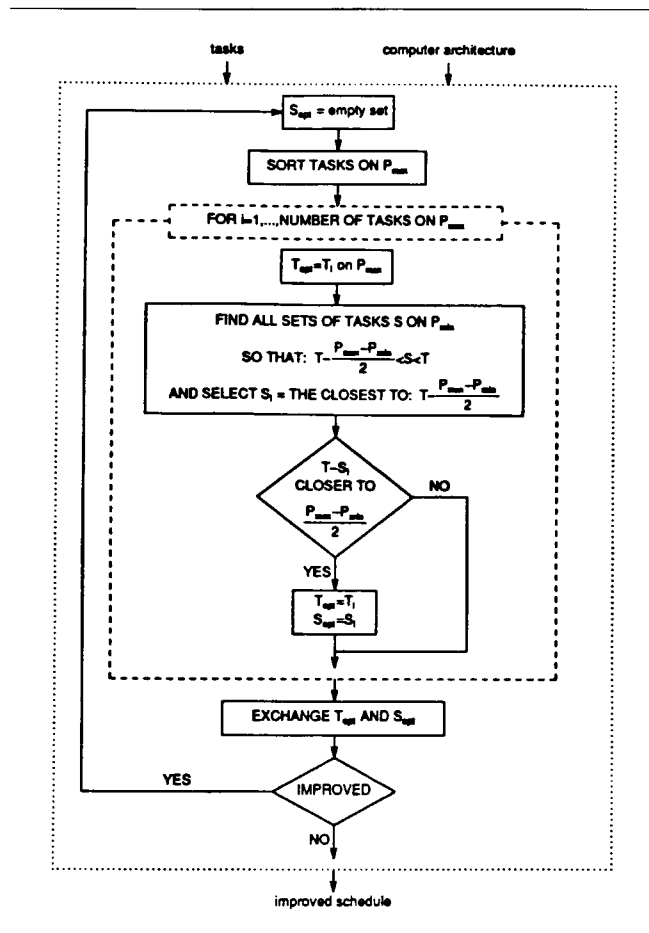 tasks
computer architecture
S_opt = empty set
SORT TASKS ON P_max
FOR i=1,...,NUMBER OF TASKS ON P_max
T_opt=T_i on P_max
FIND ALL SETS OF TASKS S ON P_min
SO THAT: T-(P_max-P_min)/2<S<T
AND SELECT S_i = THE CLOSEST TO: T-(P_max-P_min)/2
T-S_i
CLOSER TO
(P_max-P_min)/2
NO
YES
T_opt=T_i
S_opt=S_i
EXCHANGE T_opt AND S_opt
YES
IMPROVED
NO
improved schedule